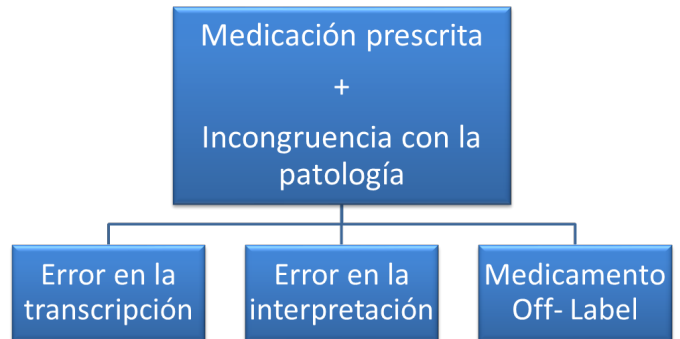 Medicación prescrita
+
Incongruencia con la
patología
Error en la
transcripción
Error en la
interpretación
Medicamento
Off- Label